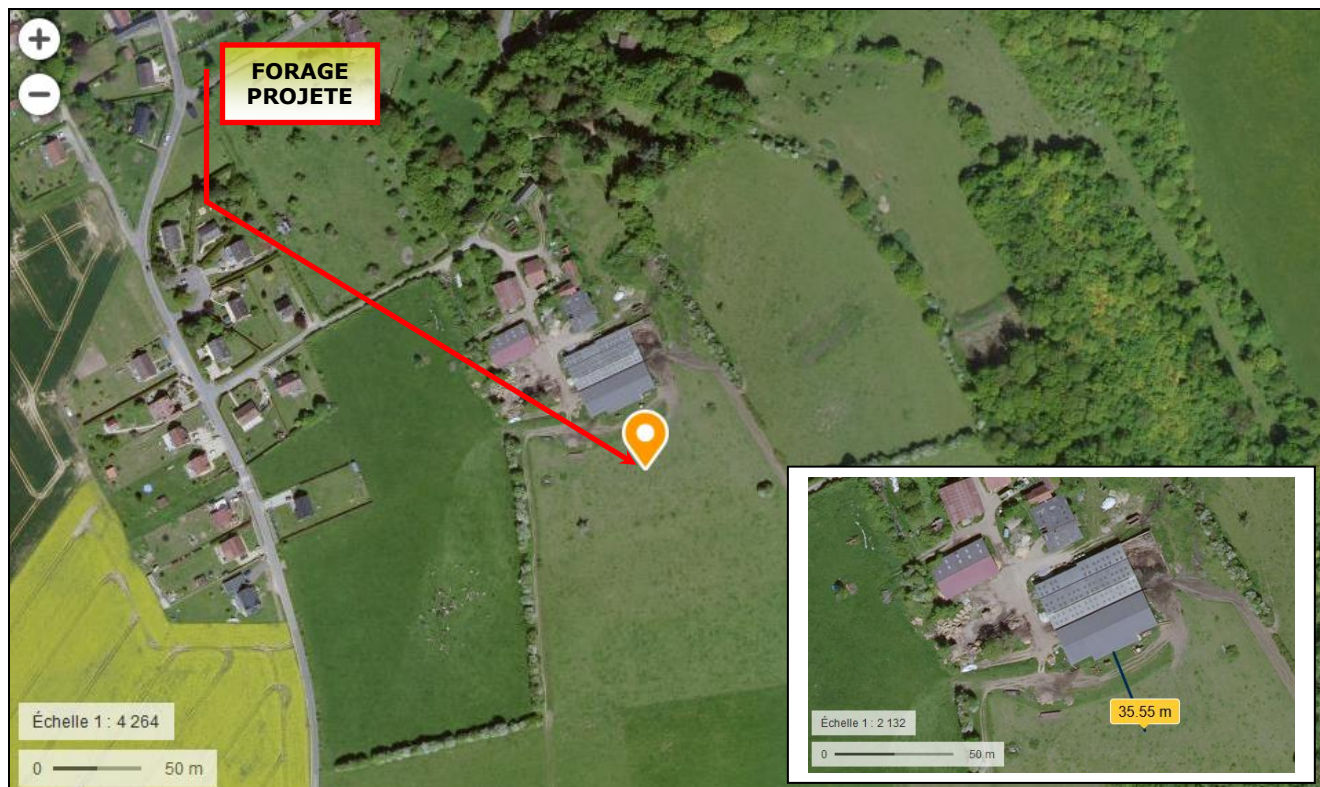 +
−
FORAGE
PROJETE
Échelle 1 : 4 264
0 50 m
35.55 m
Échelle 1 : 2 132
0 50 m